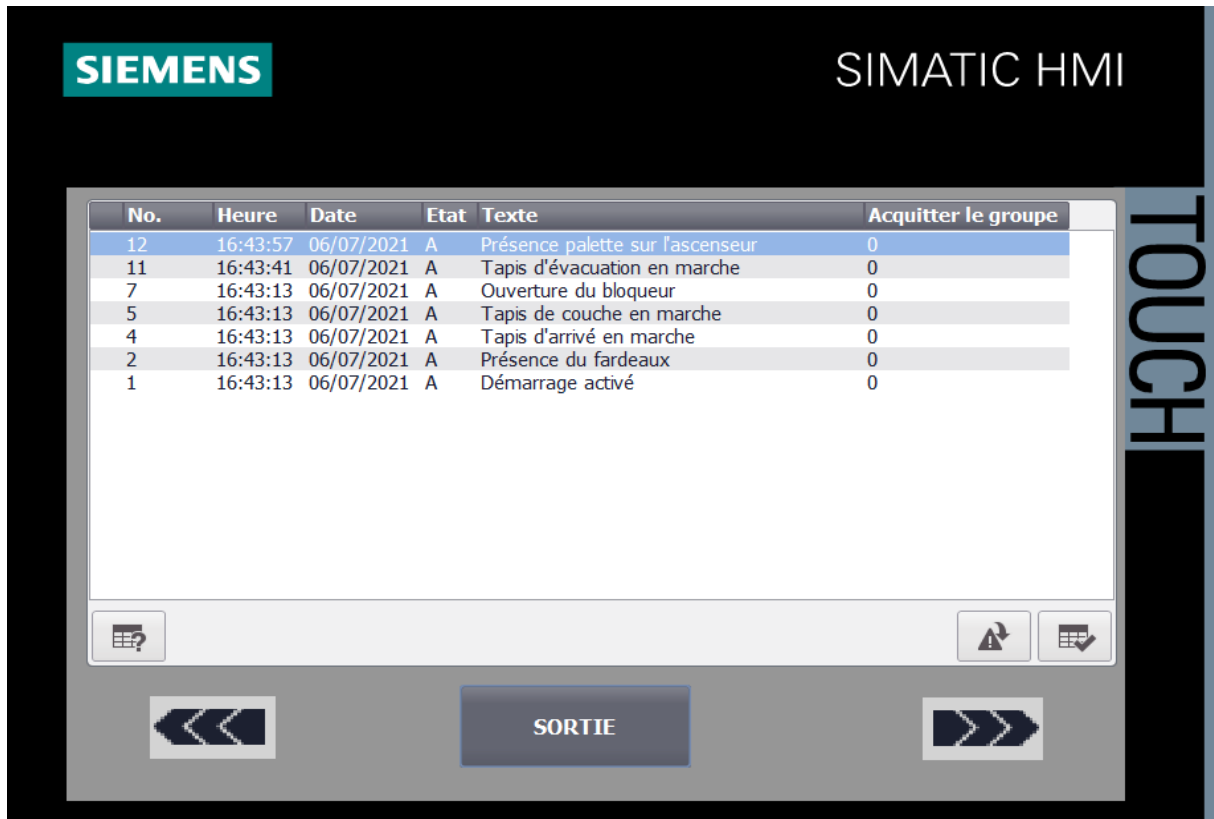 SIEMENS
SIMATIC HMI
TOUCH
No. Heure Date Etat Texte Acquitter le groupe
12 16:43:57 06/07/2021 A Présence palette sur l'ascenseur 0
11 16:43:41 06/07/2021 A Tapis d'évacuation en marche 0
7 16:43:13 06/07/2021 A Ouverture du bloqueur 0
5 16:43:13 06/07/2021 A Tapis de couche en marche 0
4 16:43:13 06/07/2021 A Tapis d'arrivé en marche 0
2 16:43:13 06/07/2021 A Présence du fardeaux 0
1 16:43:13 06/07/2021 A Démarrage activé 0
SORTIE